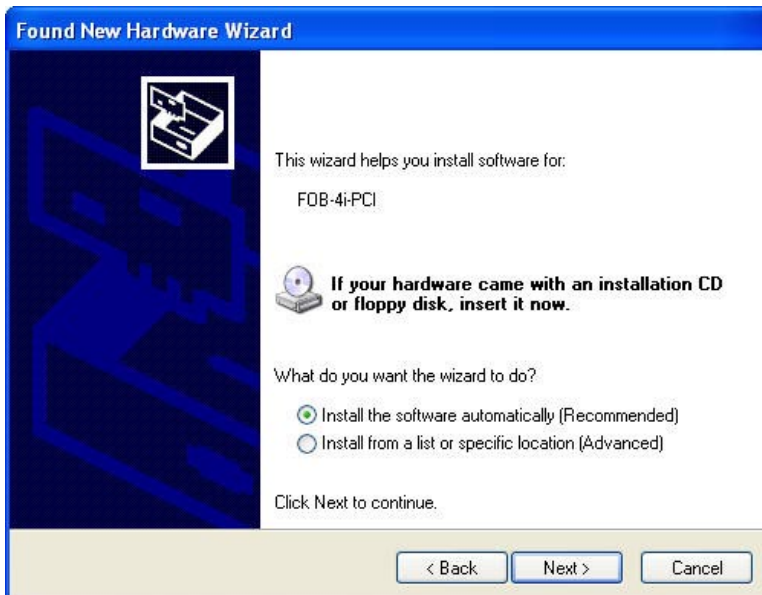 Found New Hardware Wizard
This wizard helps you install software for:
FOB-4i-PCI
If your hardware came with an installation CD
or floppy disk, insert it now.
What do you want the wizard to do?
Install the software automatically (Recommended)
Install from a list or specific location (Advanced)
Click Next to continue.
< Back
Next >
Cancel